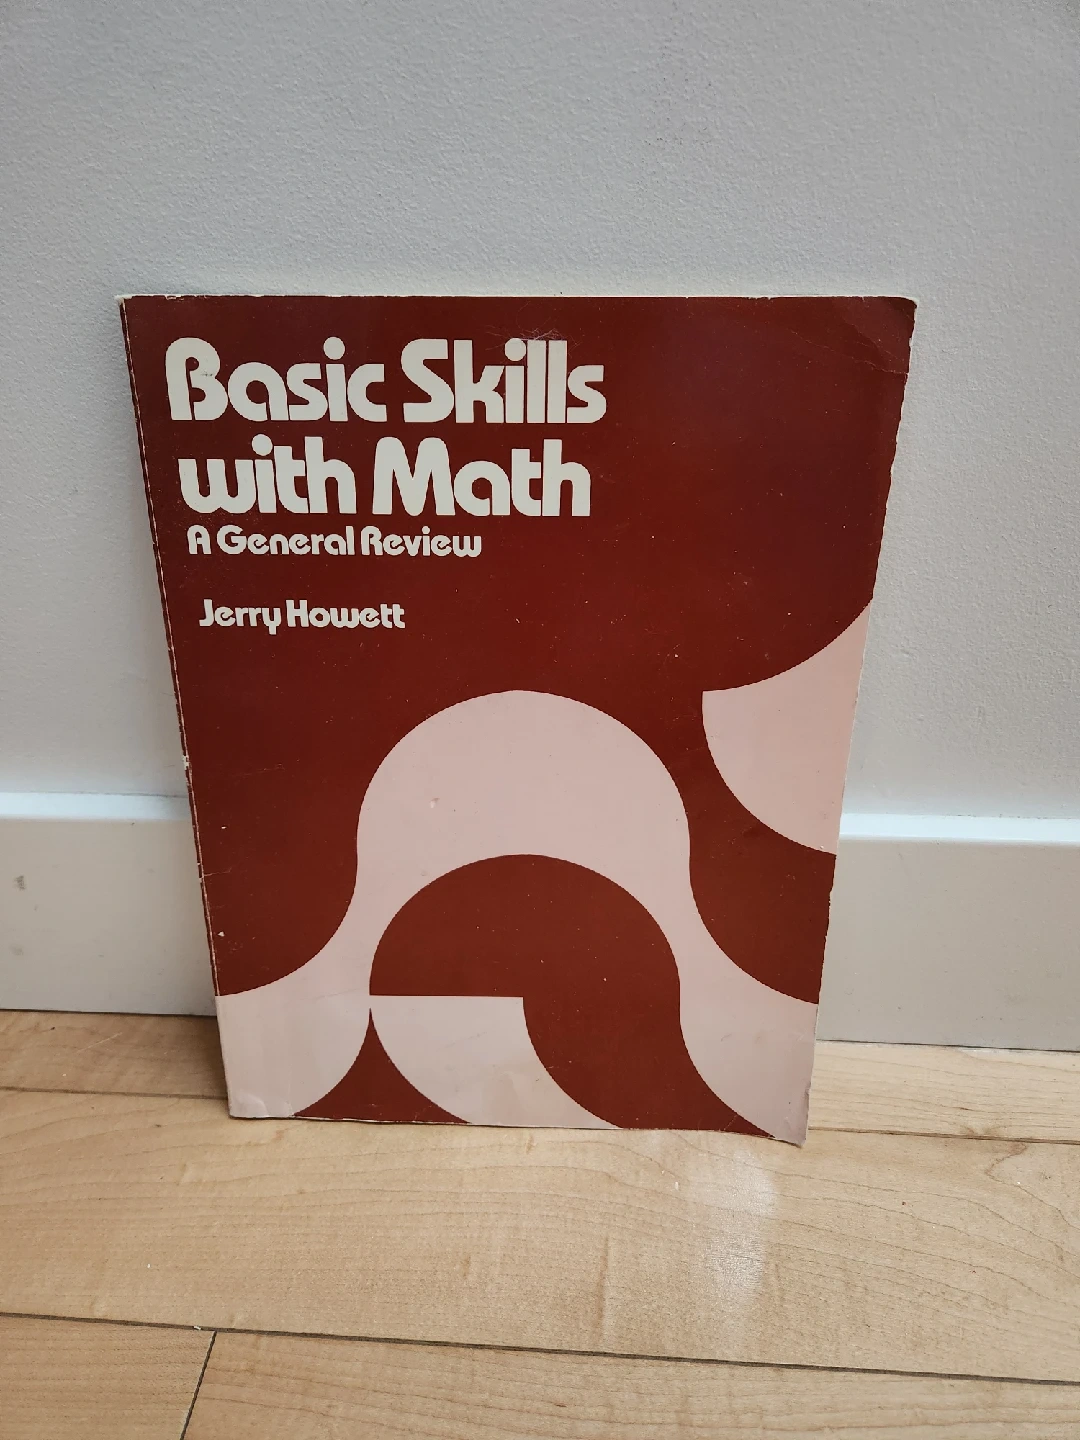 Basic Skills
with Math
A General Review
Jerry Howett